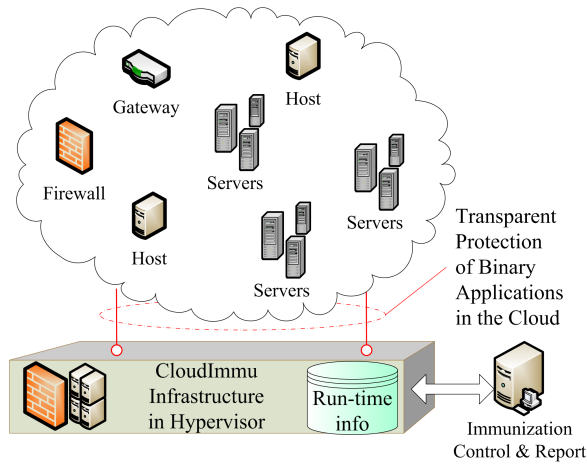 Gateway
Host
Servers
Firewall
Servers
Host
Servers
Transparent
Protection
of Binary
Applications
in the Cloud
CloudImmu
Infrastructure
in Hypervisor
Run-time
info
Immunization
Control & Report